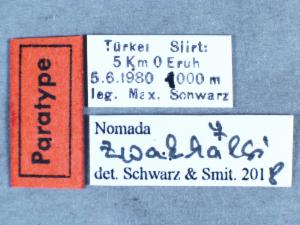 Paratype
Türkei Siirt:
5 Km O Eruh
5.6.1980 1000 m
leg. Max. Schwarz
Nomada ♀
zwakhalsi
det. Schwarz & Smit. 2018